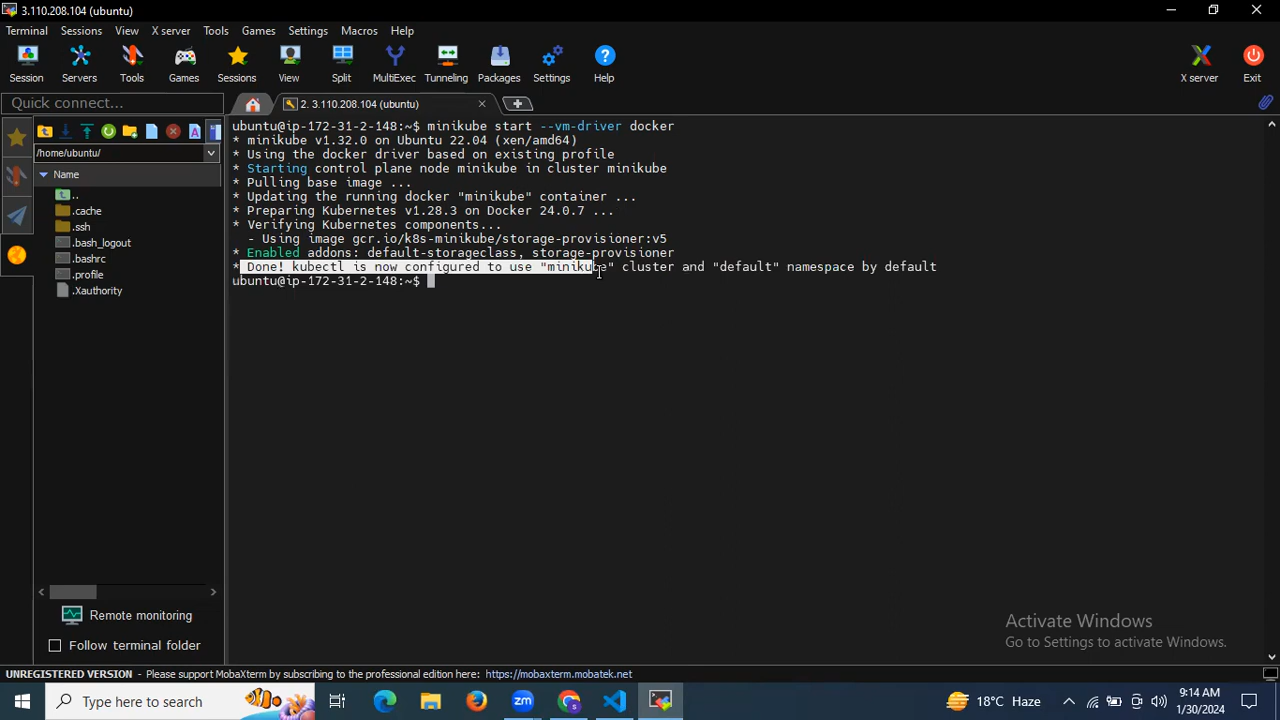 3.110.208.104 (ubuntu)
Terminal Sessions View X server Tools Games Settings Macros Help
Session Servers Tools Games Sessions View Split MultiExec Tunneling Packages Settings Help X server Exit
Quick connect...
2. 3.110.208.104 (ubuntu)
/home/ubuntu/
Name
..
.cache
.ssh
.bash_logout
.bashrc
.profile
.Xauthority
ubuntu@ip-172-31-2-148:~$ minikube start --vm-driver docker
* minikube v1.32.0 on Ubuntu 22.04 (xen/amd64)
* Using the docker driver based on existing profile
* Starting control plane node minikube in cluster minikube
* Pulling base image ...
* Updating the running docker "minikube" container ...
* Preparing Kubernetes v1.28.3 on Docker 24.0.7 ...
* Verifying Kubernetes components...
- Using image gcr.io/k8s-minikube/storage-provisioner:v5
* Enabled addons: default-storageclass, storage-provisioner
* Done! kubectl is now configured to use "minikube" cluster and "default" namespace by default
ubuntu@ip-172-31-2-148:~$
Remote monitoring
Follow terminal folder
Activate Windows
Go to Settings to activate Windows.
UNREGISTERED VERSION - Please support MobaXterm by subscribing to the professional edition here: https://mobaxterm.mobatek.net
Type here to search
zm
18°C Haze
9:14 AM
1/30/2024